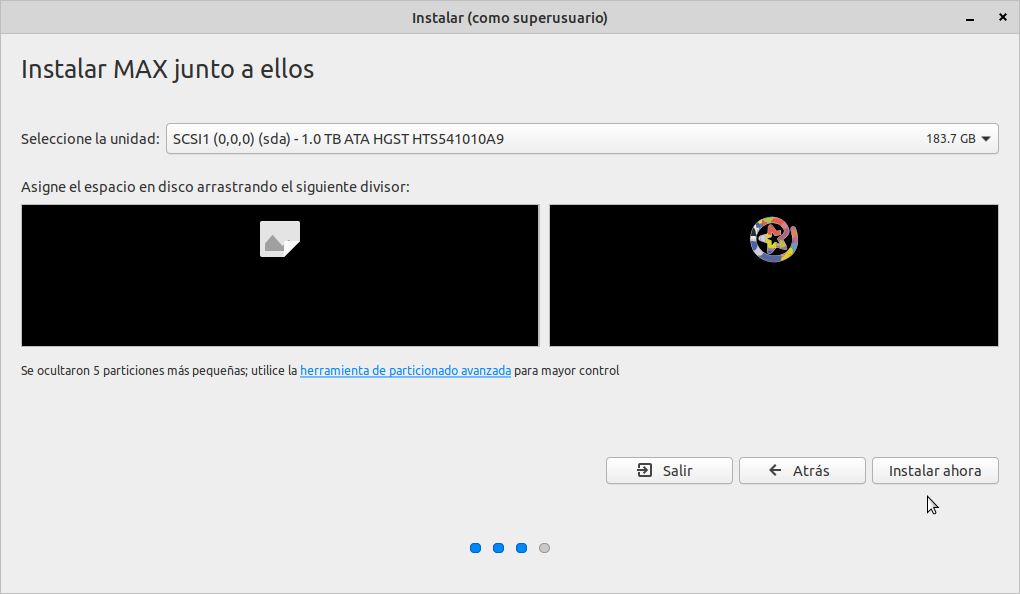 Instalar (como superusuario)
Instalar MAX junto a ellos
Seleccione la unidad: SCSI1 (0,0,0) (sda) - 1.0 TB ATA HGST HTS541010A9 183.7 GB
Asigne el espacio en disco arrastrando el siguiente divisor:
Se ocultaron 5 particiones más pequeñas; utilice la herramienta de particionado avanzada para mayor control
Salir Atrás Instalar ahora